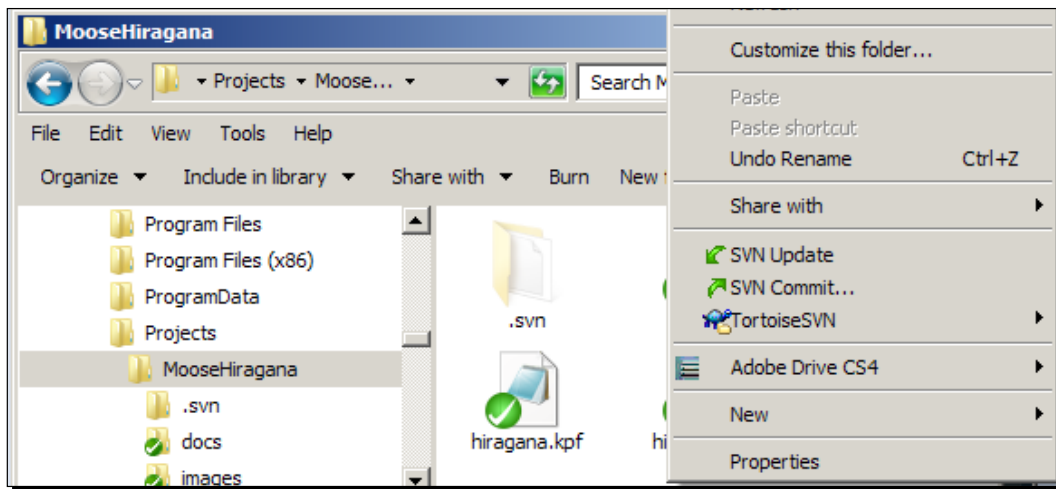 MooseHiragana
Projects Moose...
Search M
File Edit View Tools Help
Organize Include in library Share with Burn New
Program Files
Program Files (x86)
ProgramData
Projects
MooseHiragana
.svn
docs
images
.svn
hiragana.kpf
hi
Customize this folder...
Paste
Paste shortcut
Undo Rename Ctrl+Z
Share with
SVN Update
SVN Commit...
TortoiseSVN
Adobe Drive CS4
New
Properties